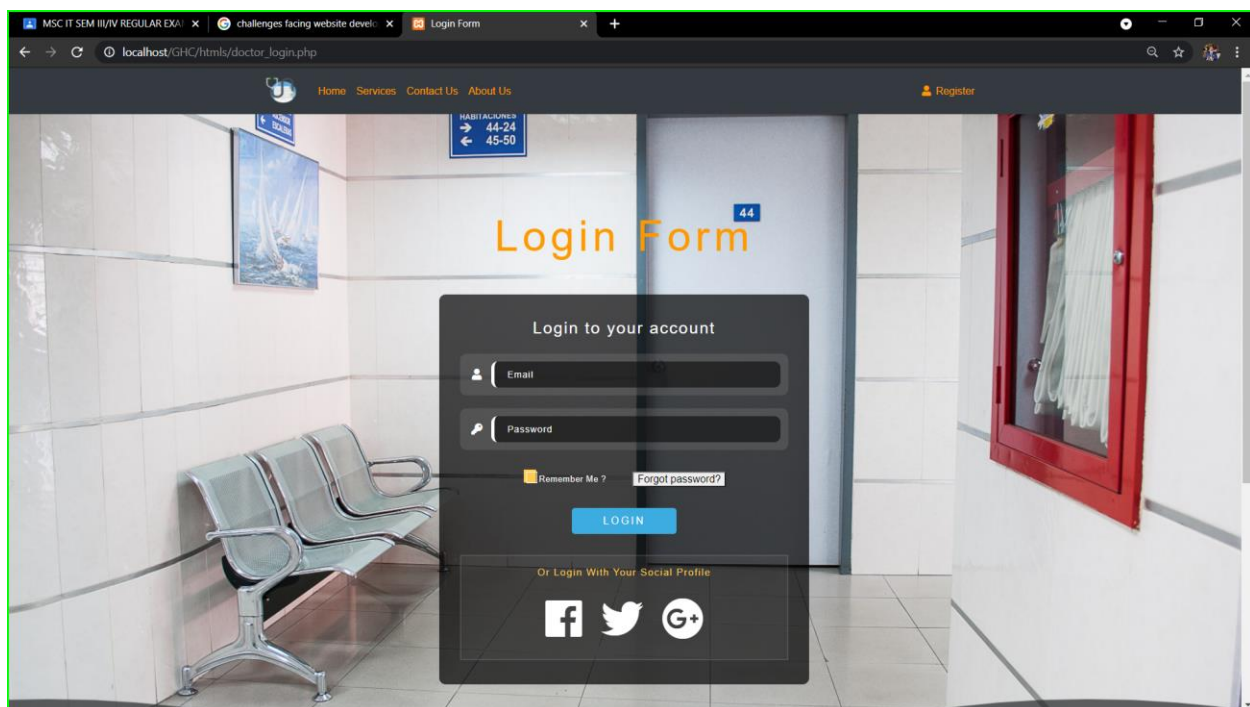 MSC IT SEM III/IV REGULAR EXA
challenges facing website develo
Login Form
localhost/GHC/htmls/doctor_login.php
Home Services Contact Us About Us
Register
ESCALERAS
HABITACIONES
→ 44-24
← 45-50
44
Login Form
Login to your account
Email
Password
Remember Me ? Forgot password?
LOGIN
Or Login With Your Social Profile
G+